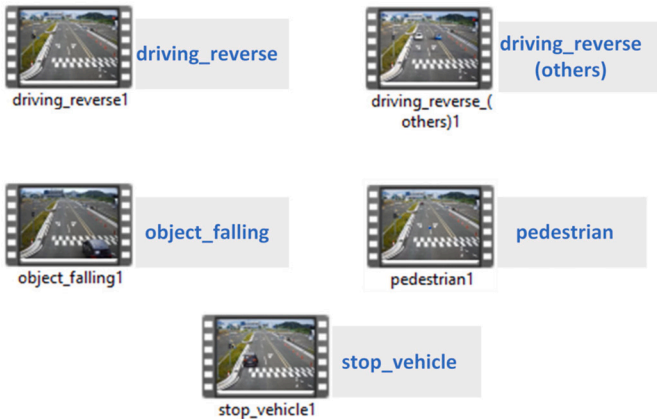 driving_reverse
driving_reverse1
driving_reverse
(others)
driving_reverse_(
others)1
object_falling
object_falling1
pedestrian
pedestrian1
stop_vehicle
stop_vehicle1